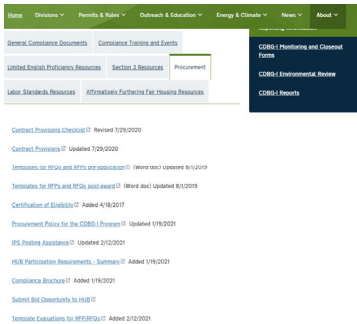 Home Divisions Permits & Rules Outreach & Education Energy & Climate News About
General Compliance Documents Compliance Training and Events
Limited English Proficiency Resources Section 3 Resources Procurement
Labor Standards Resources Affirmatively Furthering Fair Housing Resources
Reporting Information
CDBG-I Monitoring and Closeout
Forms
CDBG-I Environmental Review
CDBG-I Reports
Contract Provisions Checklist Revised 7/29/2020
Contract Provisions Updated 7/29/2020
Templates for RFQs and RFPs pre-application (Word doc) Updated 8/1/2019
Templates for RFPs and RFQs post-award (Word doc) Updated 8/1/2019
Certification of Eligibility Added 4/18/2017
Procurement Policy for the CDBG-I Program Updated 1/19/2021
IPS Posting Assistance Updated 2/12/2021
HUB Participation Requirements - Summary Added 1/19/2021
Compliance Brochure Added 1/19/2021
Submit Bid Opportunity to HUB
Template Evaluations for RFP/RFQs Added 2/12/2021